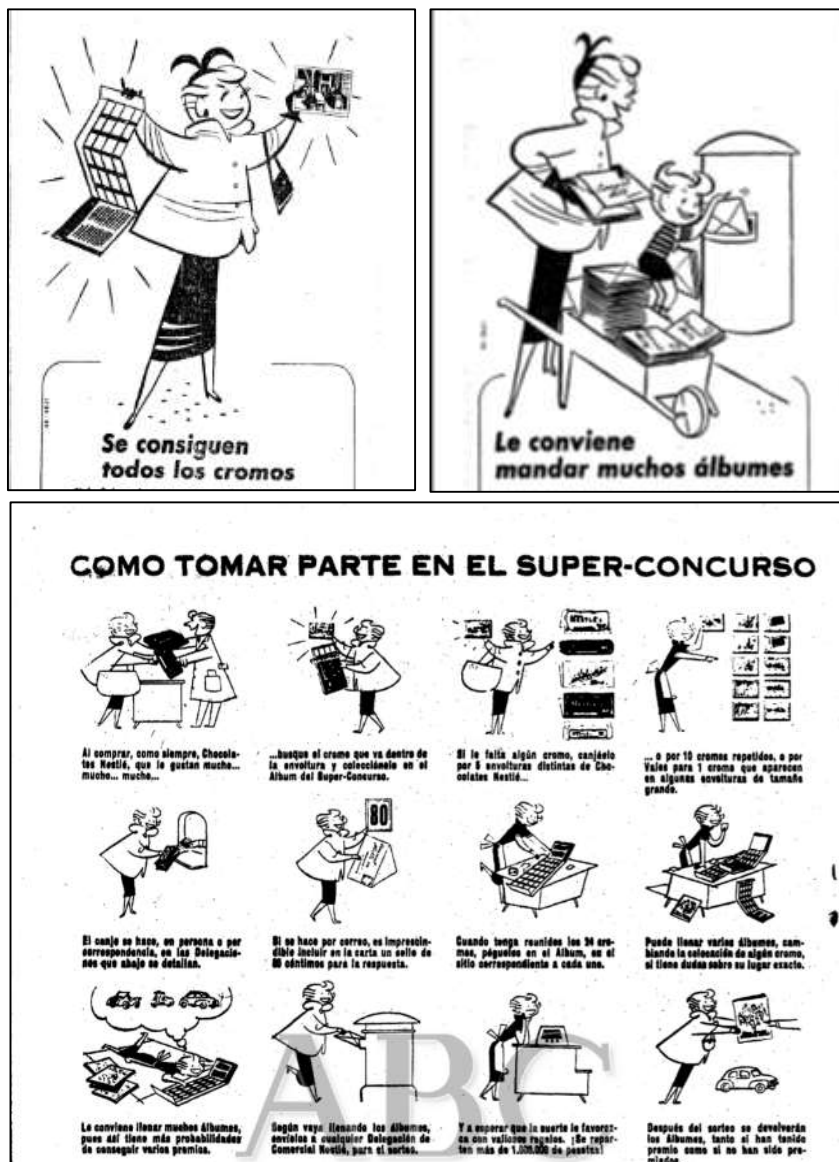 Se consiguen
todos los cromos
Le conviene
mandar muchos álbumes
COMO TOMAR PARTE EN EL SUPER-CONCURSO
Al comprar, como siempre, Chocola-
tes Nestlé, que le gustan mucho...
mucho... mucho...
...busque el cromo que va dentro de
la envoltura y colecciónelo en el
Album del Super-Concurso.
Si le falta algún cromo, canjéelo
por 5 envolturas distintas de Cho-
colates Nestlé...
... o por 10 cromos repetidos, o por
Vales para 1 cromo que aparecen
en algunas envolturas de tamaño
grande.
80
El canje se hace, en persona o por
correspondencia, en las Delegacio-
nes que abajo se detallan.
Si se hace por correo, es imprescin-
dible incluir en la carta un sello de
80 céntimos para la respuesta.
Cuando tenga reunidos los 24 cro-
mos, péguelos en el Album, en el
sitio correspondiente a cada uno.
Puede llenar varios álbumes, cam-
biando la colocación de algún cromo,
si tiene dudas sobre su lugar exacto.
Le conviene llenar muchos álbumes,
pues así tiene más probabilidades
de conseguir varios premios.
Según vaya llenando los álbumes,
envíelos a cualquier Delegación de
Comercial Nestlé, para el sorteo.
Y a esperar que la suerte le favorez-
ca con valiosos regalos. ¡Se repar-
ten más de 1.000.000 de pesetas!
Después del sorteo se devolverán
los álbumes, tanto si han tenido
premio como si no han sido pre-
miados.
ABC